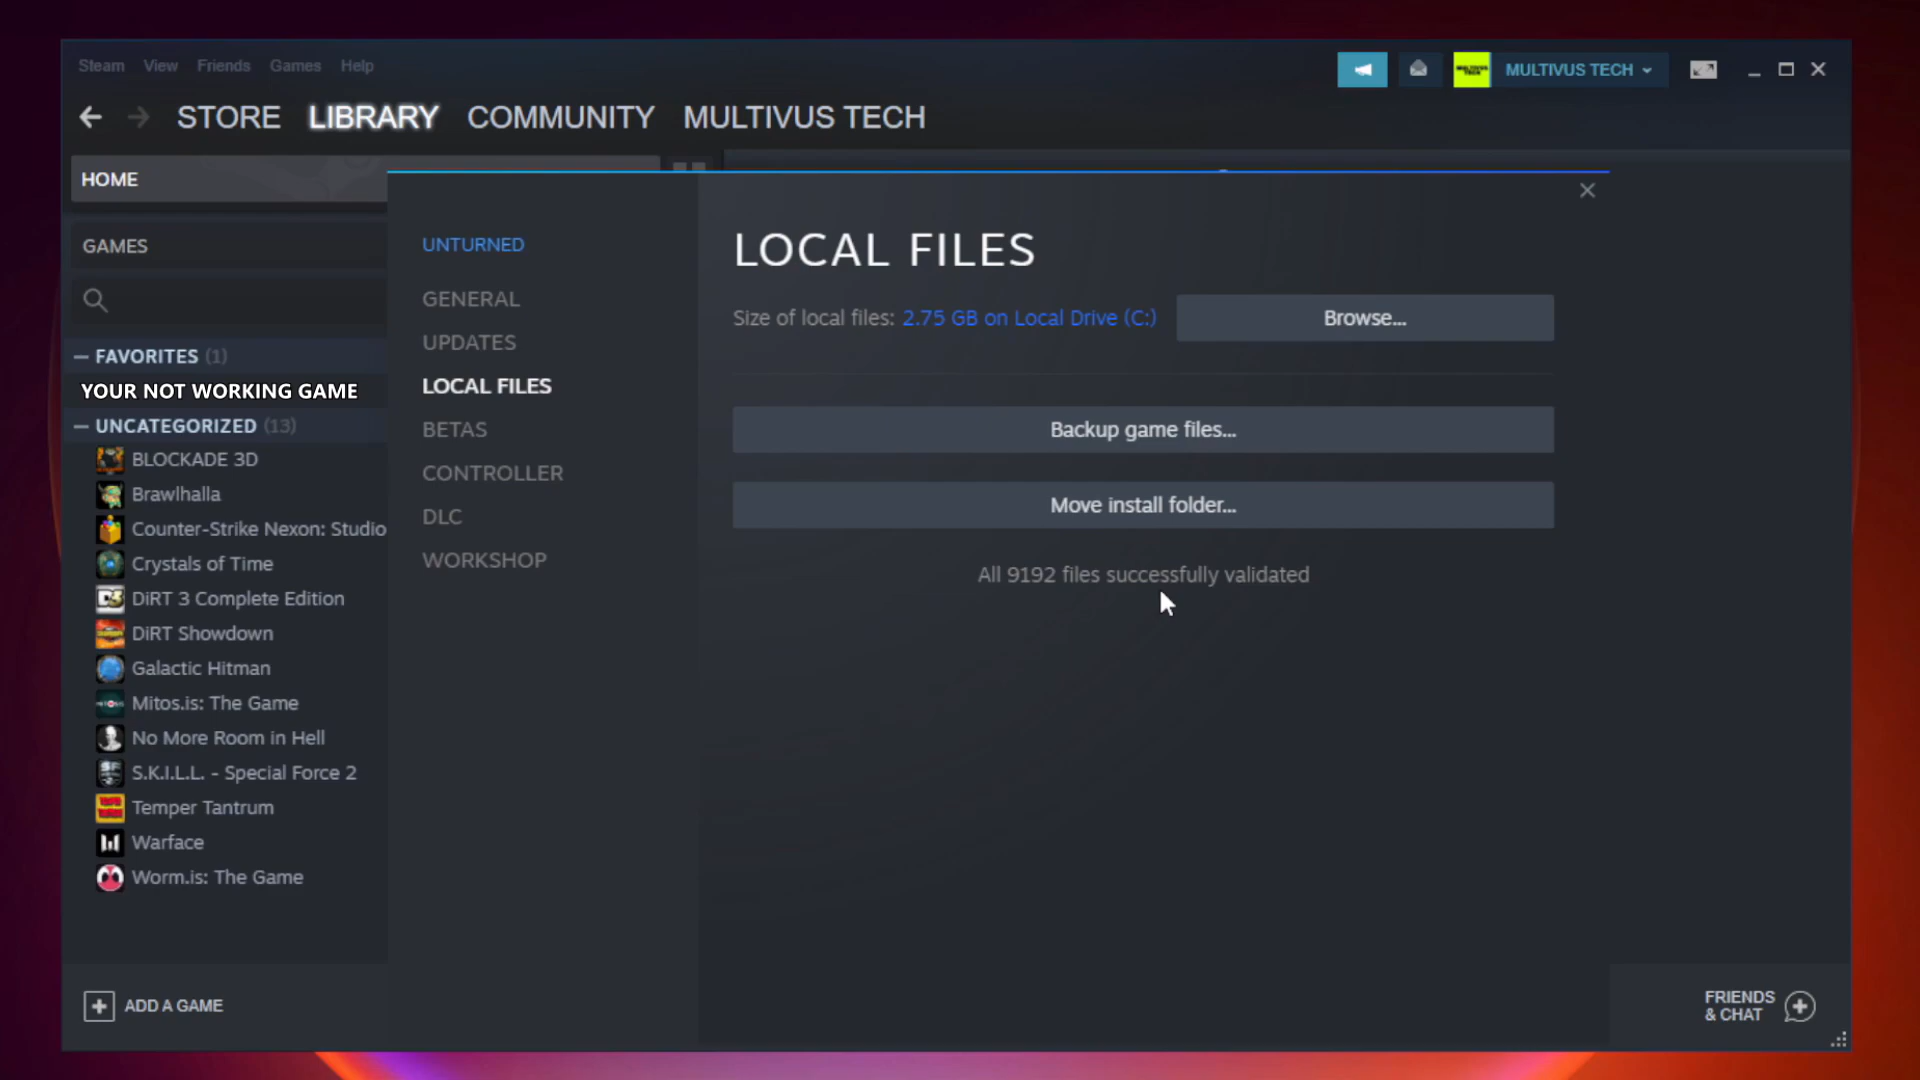 Steam View Friends Games Help
MULTIVUS TECH
STORE LIBRARY COMMUNITY MULTIVUS TECH
HOME
GAMES
— FAVORITES (1)
YOUR NOT WORKING GAME
— UNCATEGORIZED (13)
BLOCKADE 3D
Brawlhalla
Counter-Strike Nexon: Studio
Crystals of Time
DiRT 3 Complete Edition
DiRT Showdown
Galactic Hitman
Mitos.is: The Game
No More Room in Hell
S.K.I.L.L. - Special Force 2
Temper Tantrum
Warface
Worm.is: The Game
ADD A GAME
UNTURNED
GENERAL
UPDATES
LOCAL FILES
BETAS
CONTROLLER
DLC
WORKSHOP
LOCAL FILES
Size of local files: 2.75 GB on Local Drive (C:) Browse...
Backup game files...
Move install folder...
All 9192 files successfully validated
FRIENDS
& CHAT